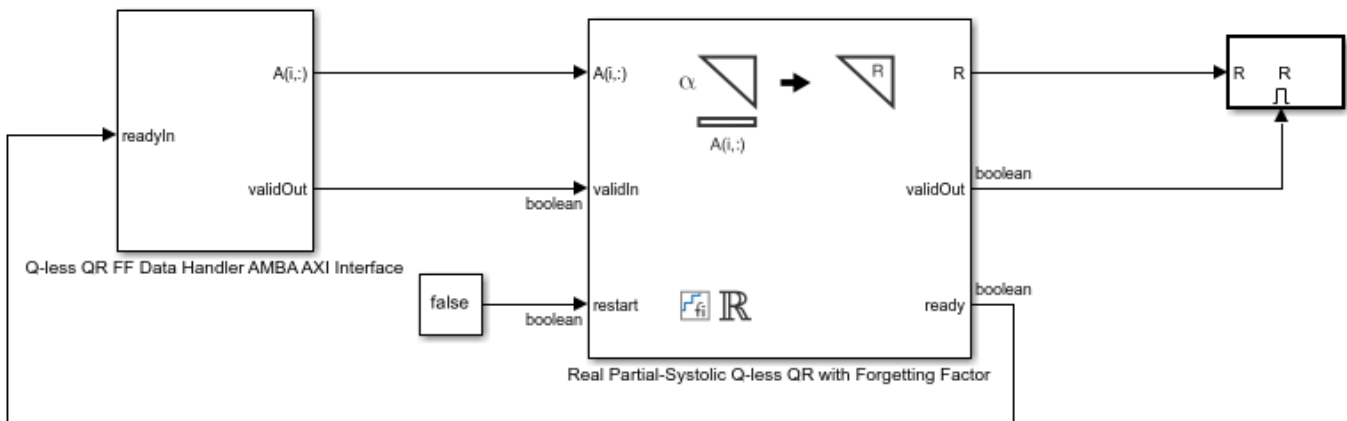 A(i,:)
readyIn
validOut
Q-less QR FF Data Handler AMBA AXI Interface
false
boolean
boolean
A(i,:)
α
R
A(i,:)
R
validIn
validOut
restart
fi ℝ
ready
Real Partial-Systolic Q-less QR with Forgetting Factor
boolean
boolean
R R